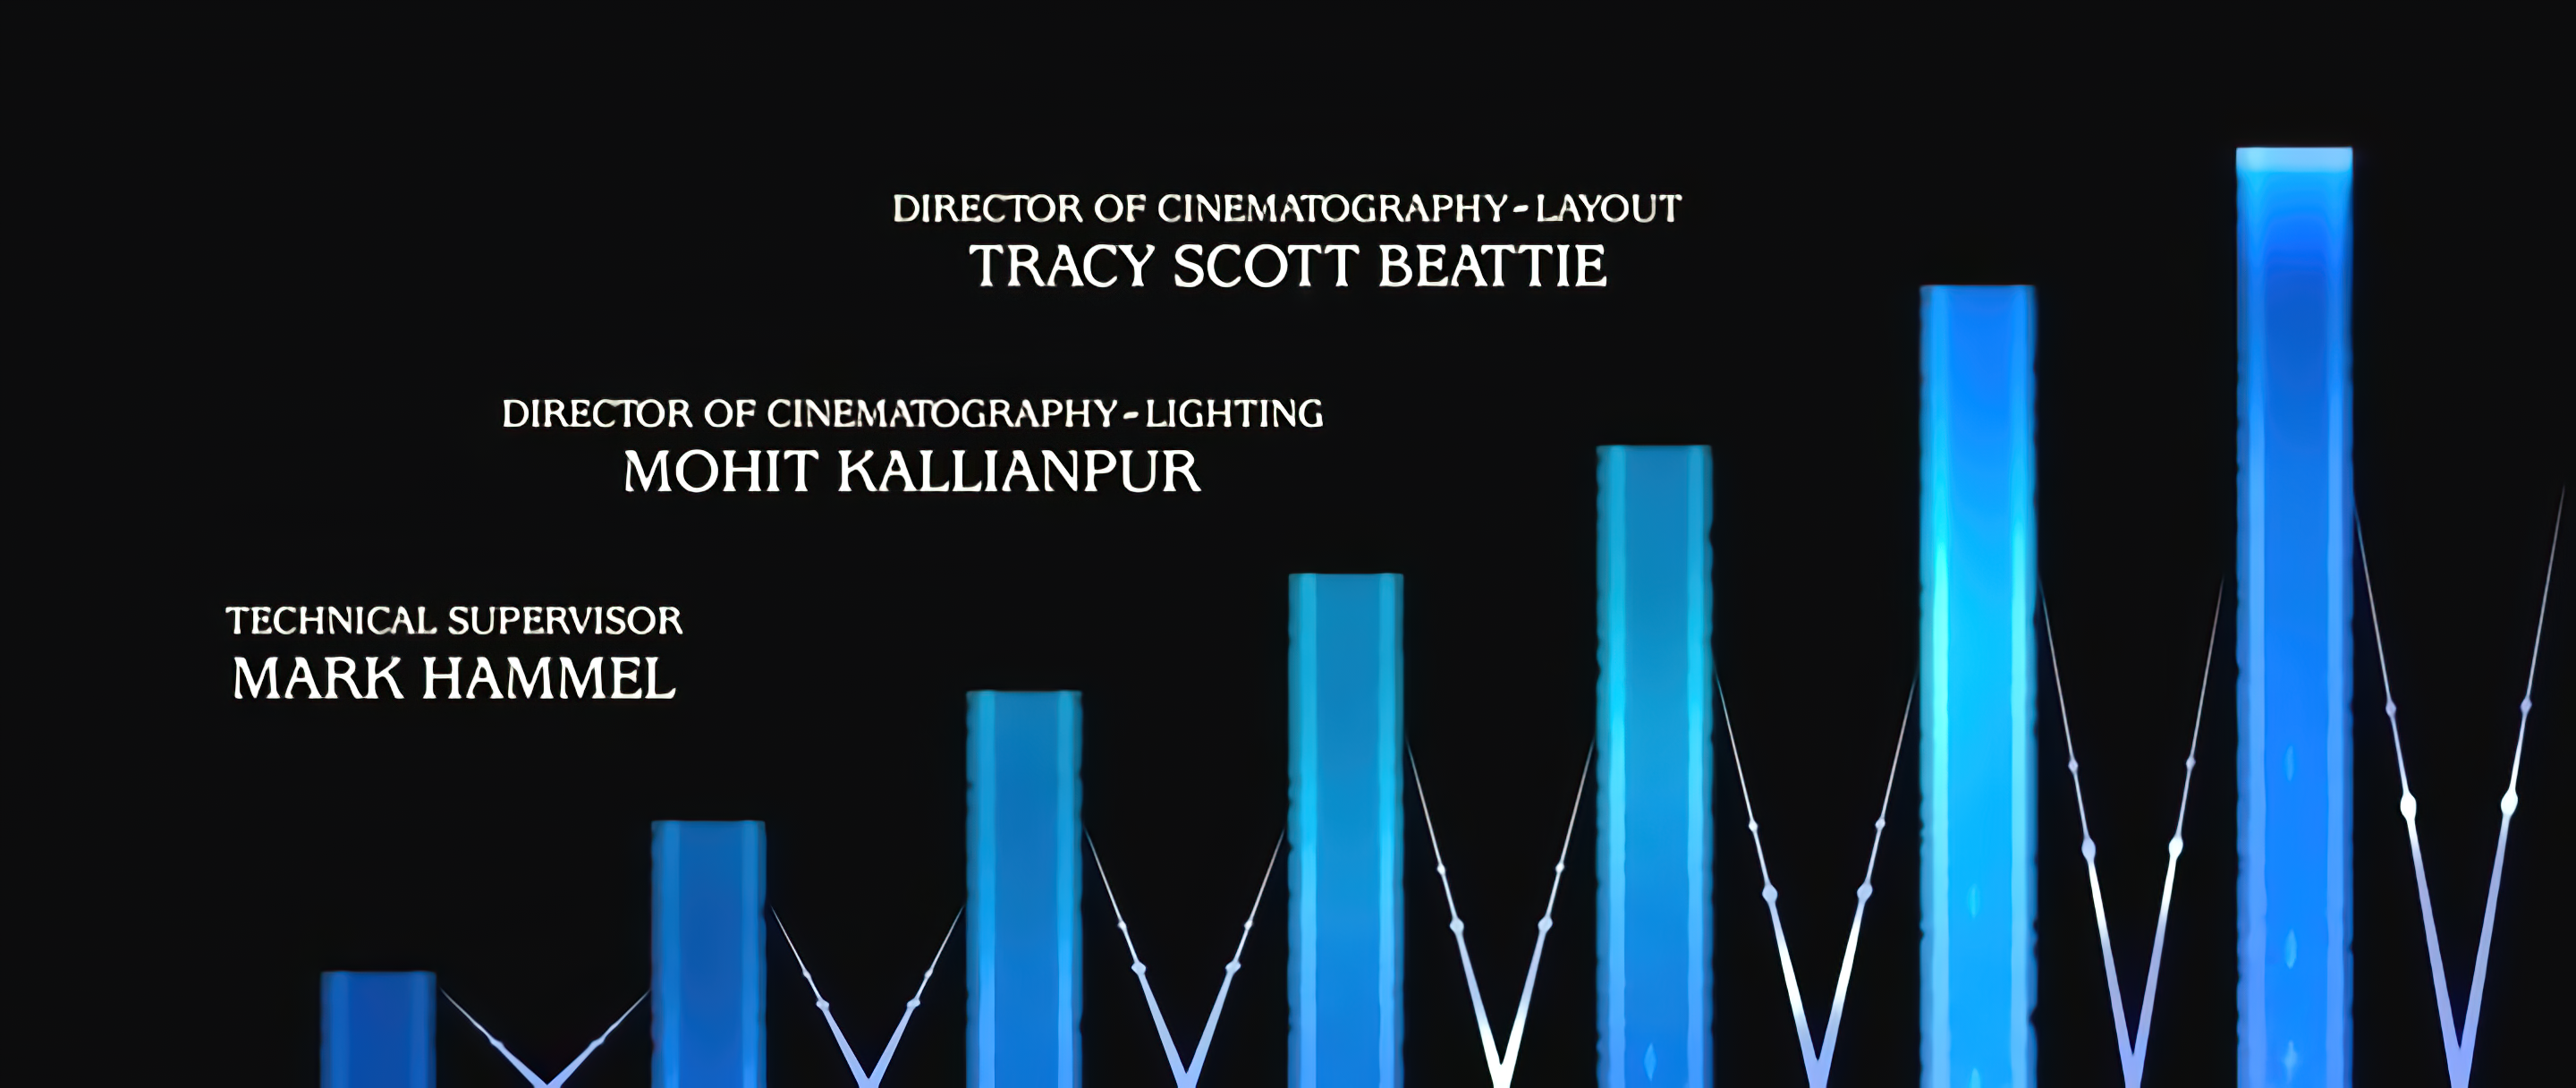 DIRECTOR OF CINEMATOGRAPHY-LAYOUT
TRACY SCOTT BEATTIE
DIRECTOR OF CINEMATOGRAPHY-LIGHTING
MOHIT KALLIANPUR
TECHNICAL SUPERVISOR
MARK HAMMEL